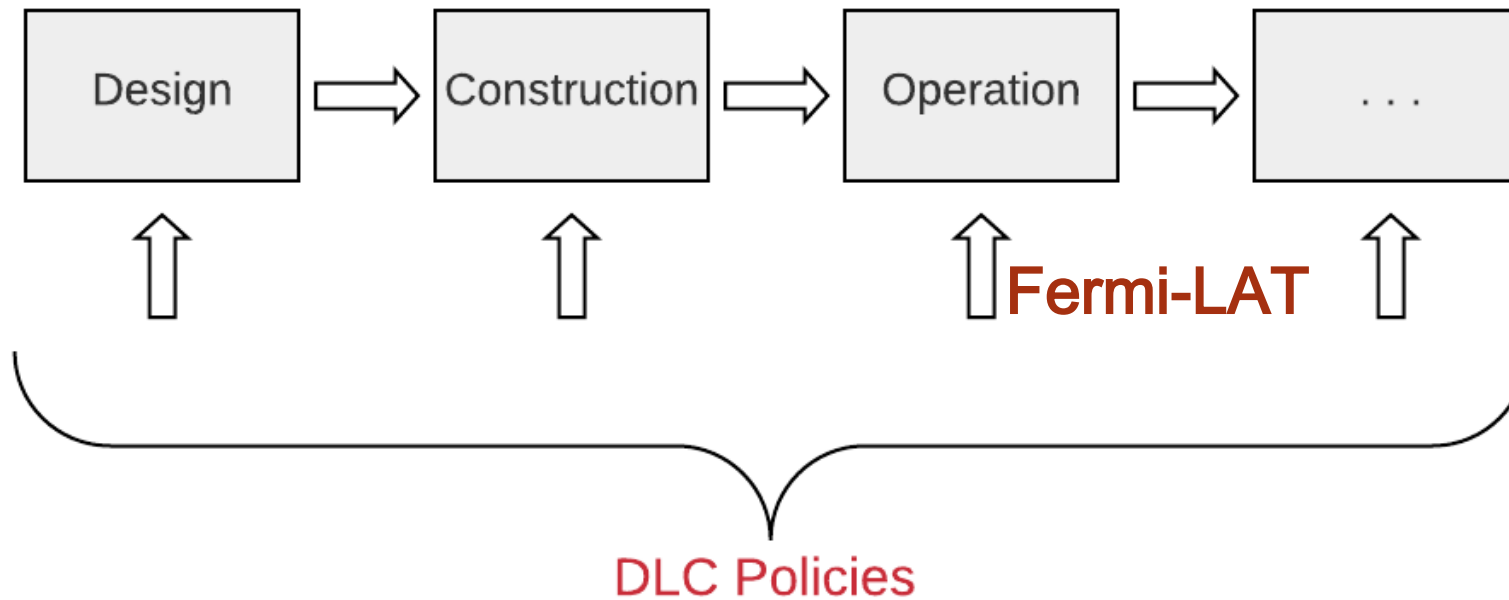 Design
Construction
Operation
. . .
Fermi-LAT
DLC Policies